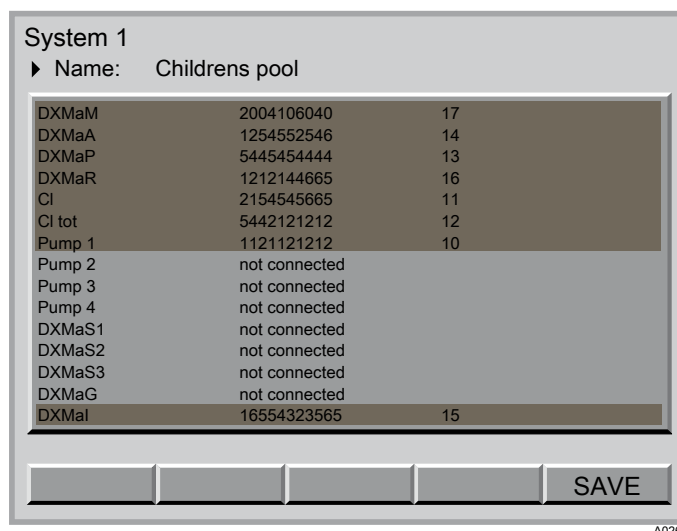 System 1
Name: Childrens pool
DXMaM 2004106040 17
DXMaA 1254552546 14
DXMaP 5445454444 13
DXMaR 1212144665 16
Cl 2154545665 11
Cl tot 5442121212 12
Pump 1 1121121212 10
Pump 2 not connected
Pump 3 not connected
Pump 4 not connected
DXMaS1 not connected
DXMaS2 not connected
DXMaS3 not connected
DXMaG not connected
DXMaI 16554323565 15
SAVE